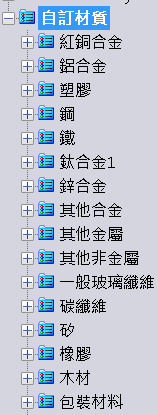 自訂材質
紅銅合金
鋁合金
塑膠
鋼
鐵
鈦合金1
鋅合金
其他合金
其他金屬
其他非金屬
一般玻璃纖維
碳纖維
矽
橡膠
木材
包裝材料